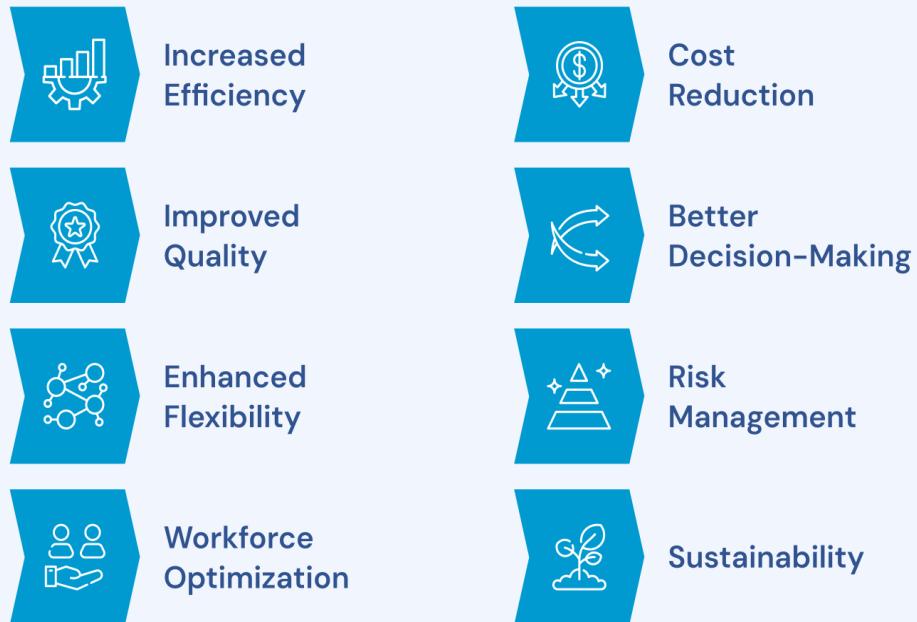 Increased
Efficiency
Cost
Reduction
Improved
Quality
Better
Decision-Making
Enhanced
Flexibility
Risk
Management
Workforce
Optimization
Sustainability